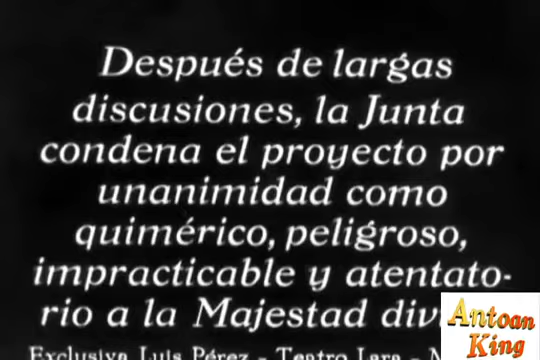 Después de largas
discusiones, la Junta
condena el proyecto por
unanimidad como
quimérico, peligroso,
impracticable y atentato-
rio a la Majestad div
Exclusiva Luis Pérez - Teatro Lara -
Antoan
King